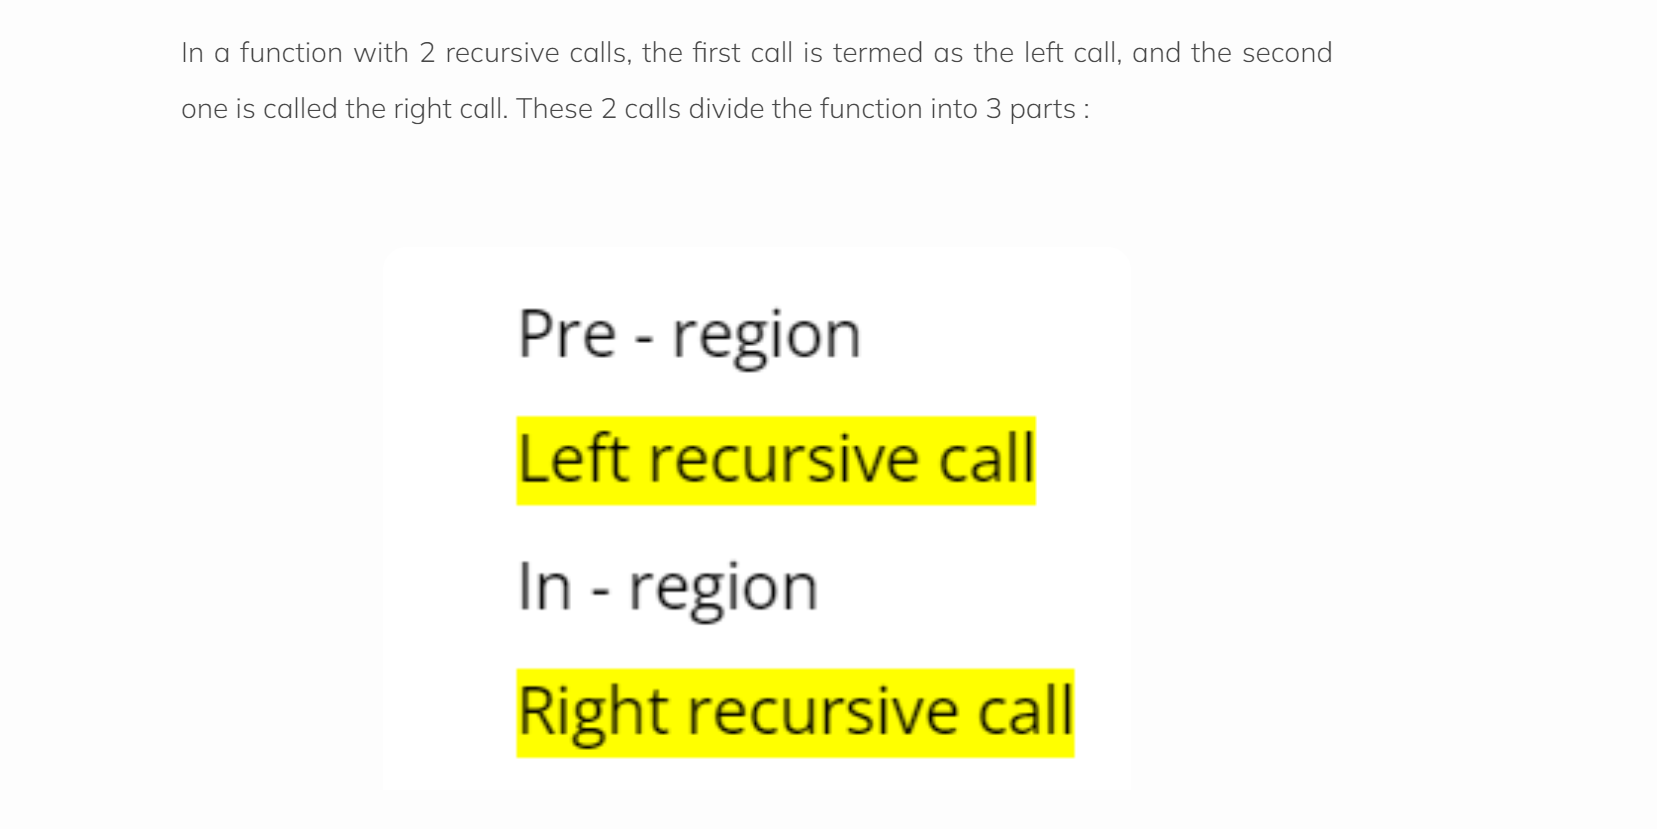 In a function with 2 recursive calls, the first call is termed as the left call, and the second
one is called the right call. These 2 calls divide the function into 3 parts :
Pre - region
Left recursive call
In - region
Right recursive call